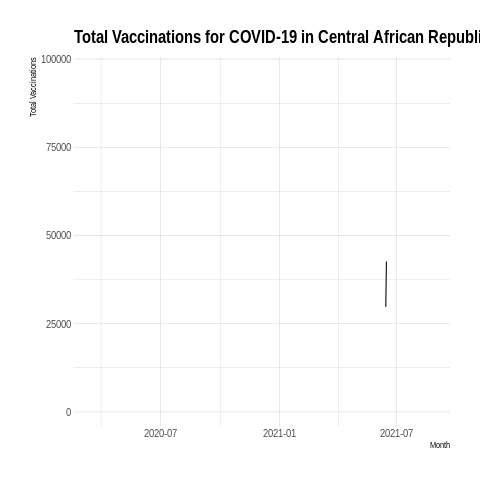 Total Vaccinations for COVID-19 in Central African Republi
Total Vaccinations
100000
75000
50000
25000
0
2020-07
2021-01
2021-07
Month